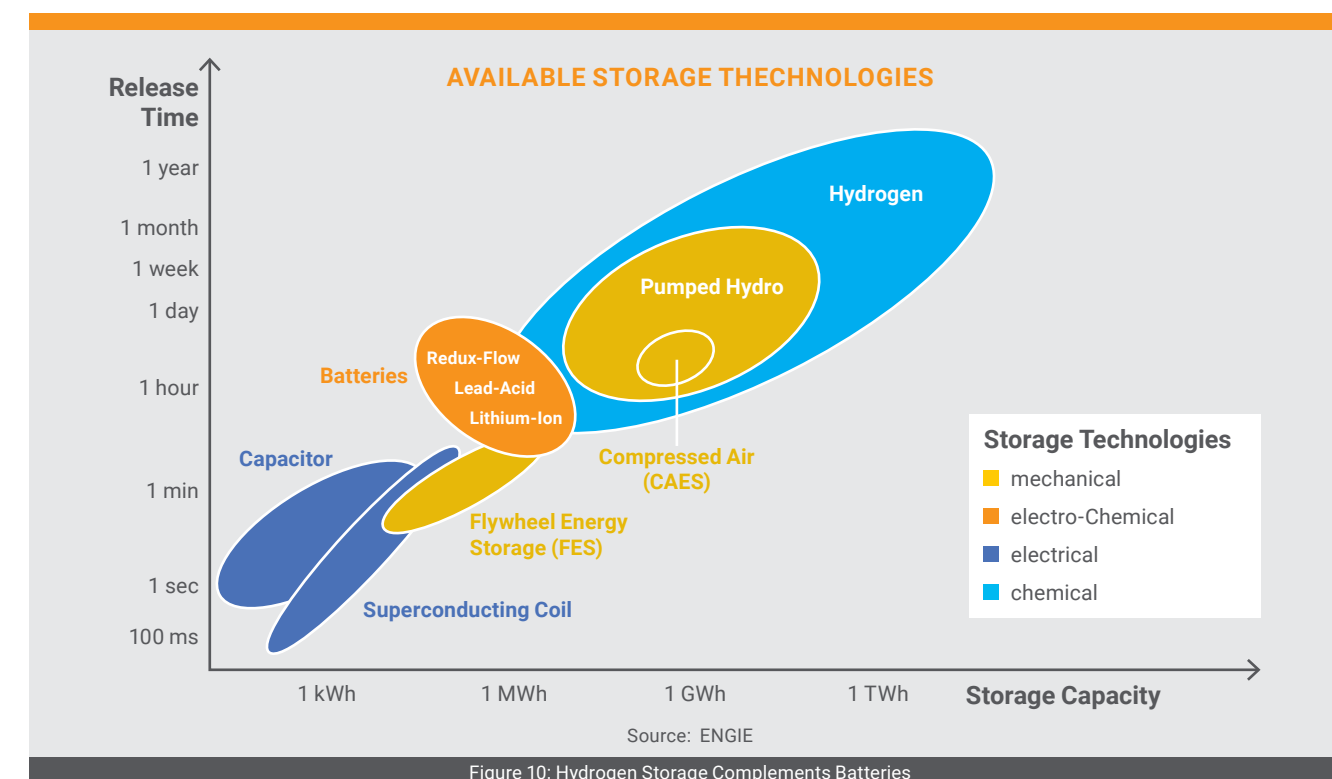 AVAILABLE STORAGE THECHNOLOGIES
Release
Time
1 year
1 month
1 week
1 day
1 hour
1 min
1 sec
100 ms
Hydrogen
Pumped Hydro
Batteries
Redux-Flow
Lead-Acid
Lithium-Ion
Compressed Air
(CAES)
Capacitor
Flywheel Energy
Storage (FES)
Superconducting Coil
Storage Technologies
mechanical
electro-Chemical
electrical
chemical
1 kWh
1 MWh
1 GWh
1 TWh
Storage Capacity
Source: ENGIE
Figure 10: Hydrogen Storage Complements Batteries